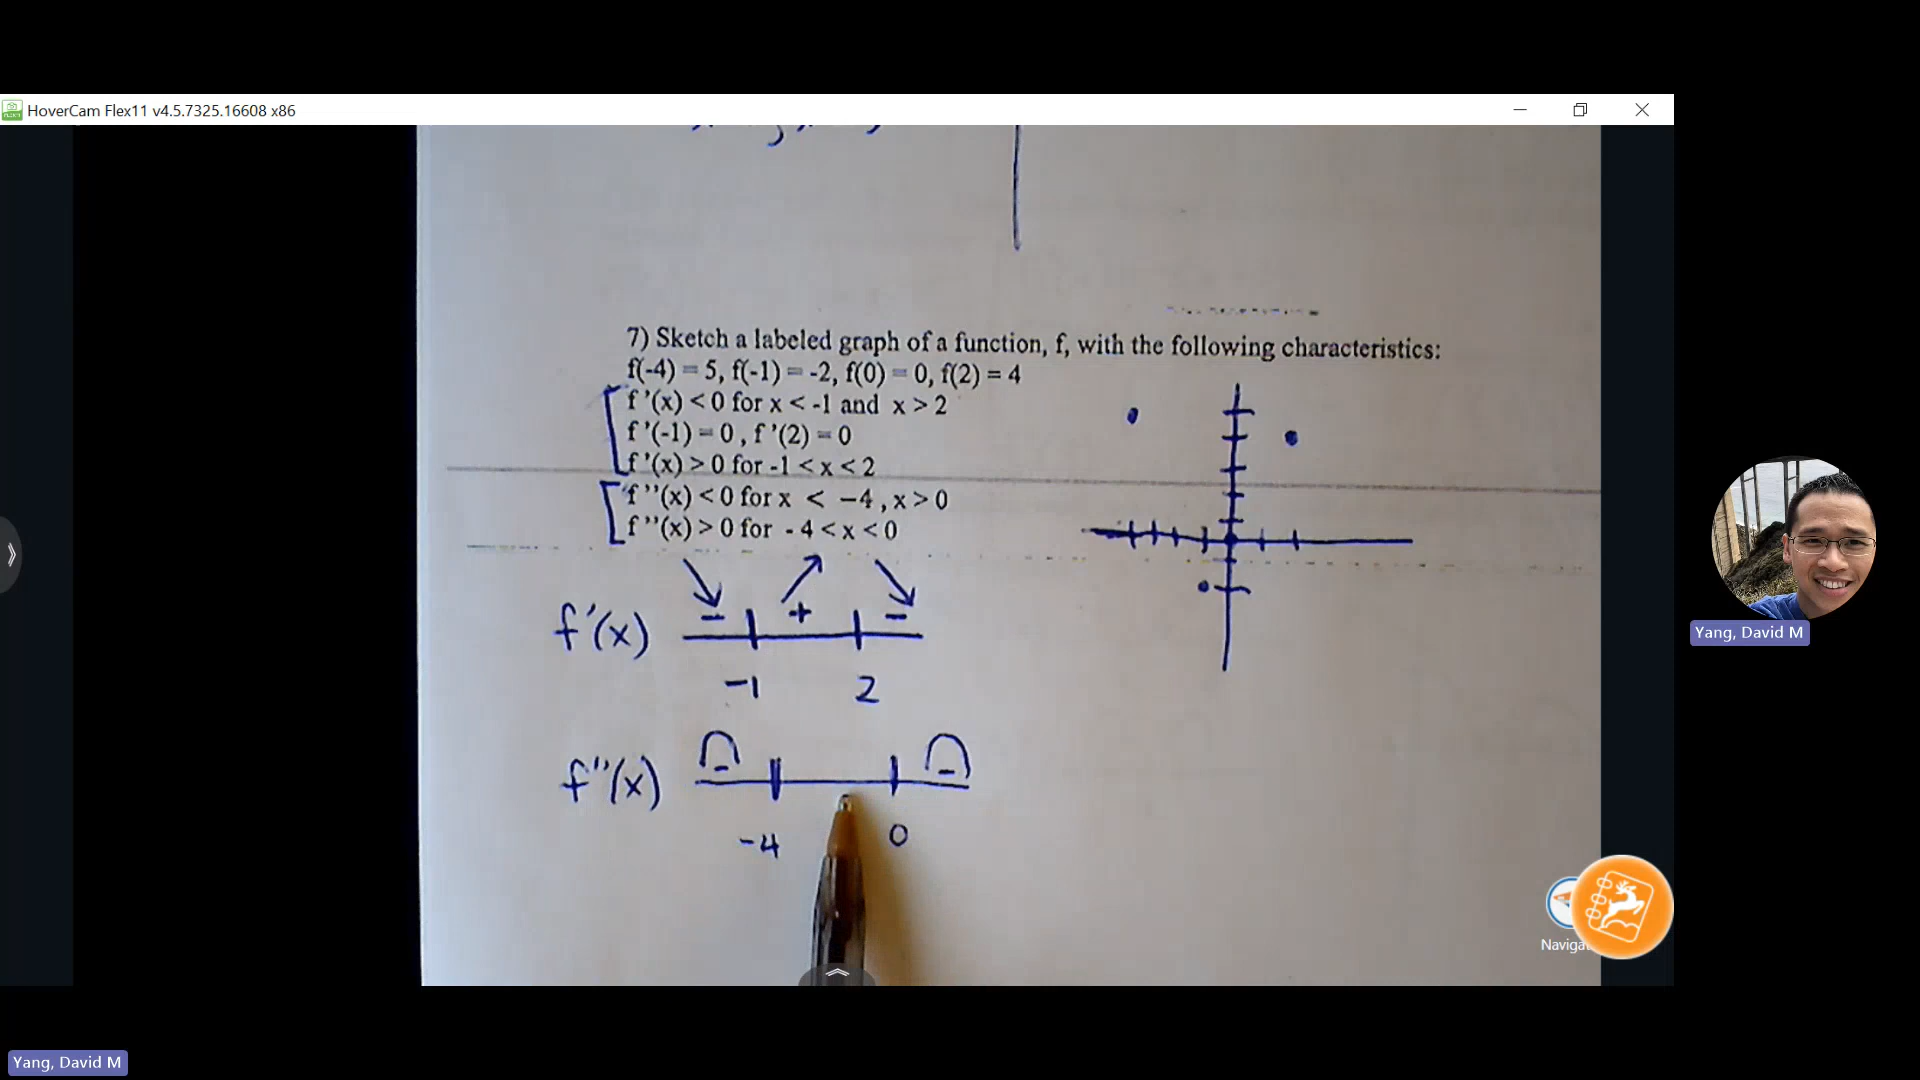 HoverCam Flex11 v4.5.7325.16608 x86
7) Sketch a labeled graph of a function, f, with the following characteristics:
f(-4) = 5, f(-1) = -2, f(0) = 0, f(2) = 4
f '(x) < 0 for x < -1 and x > 2
f '(-1) = 0 , f '(2) = 0
f '(x) > 0 for -1 < x < 2
f ''(x) < 0 for x < −4 , x > 0
f ''(x) > 0 for - 4 < x < 0
f'(x) − + −
-1 2
f"(x) − −
-4 0
Yang, David M
Navigat
Yang, David M